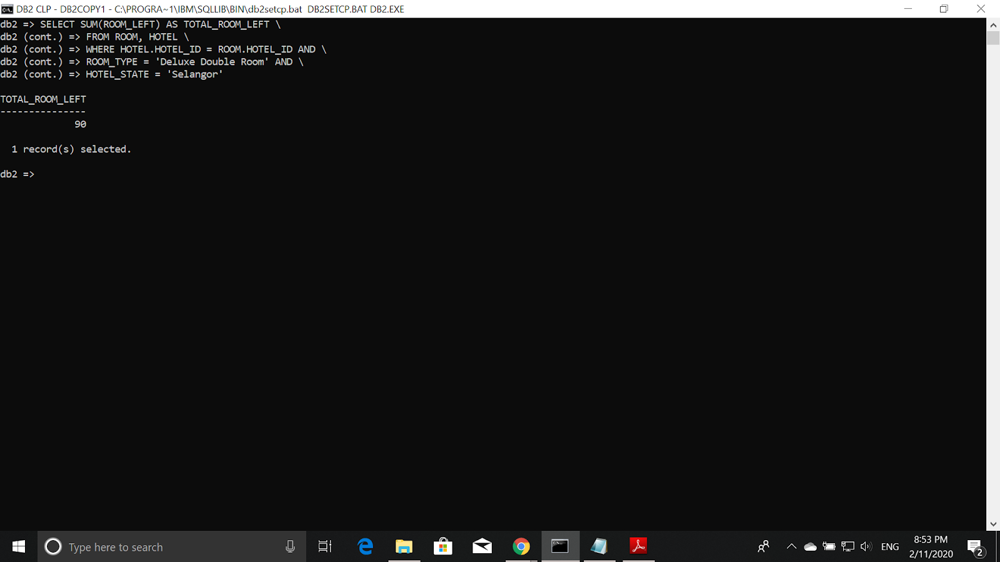 DB2 CLP - DB2COPY1 - C:\PROGRA~1\IBM\SQLLIB\BIN\db2setcp.bat  DB2SETCP.BAT DB2.EXE
db2 => SELECT SUM(ROOM_LEFT) AS TOTAL_ROOM_LEFT \
db2 (cont.) => FROM ROOM, HOTEL \
db2 (cont.) => WHERE HOTEL.HOTEL_ID = ROOM.HOTEL_ID AND \
db2 (cont.) => ROOM_TYPE = 'Deluxe Double Room' AND \
db2 (cont.) => HOTEL_STATE = 'Selangor'
TOTAL_ROOM_LEFT
---------------
90
1 record(s) selected.
db2 =>
Type here to search
ENG
8:53 PM
2/11/2020
2